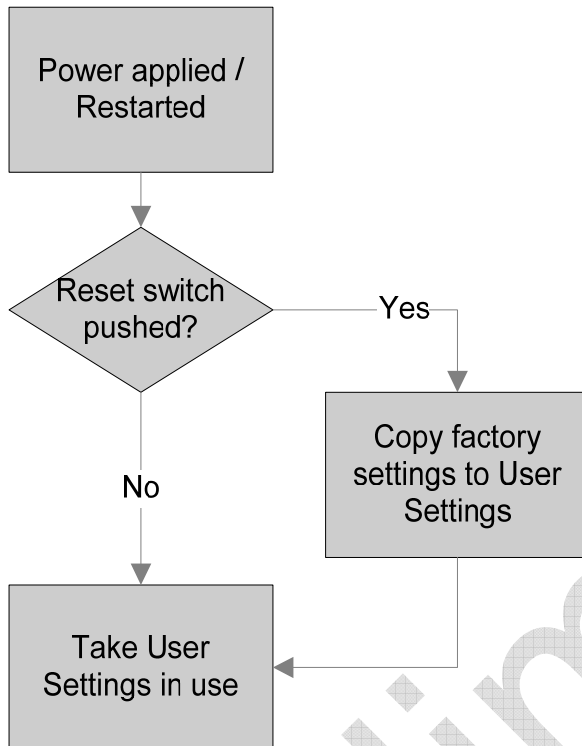 Power applied /
Restarted
Reset switch
pushed?
Yes
Copy factory
settings to User
Settings
No
Take User
Settings in use